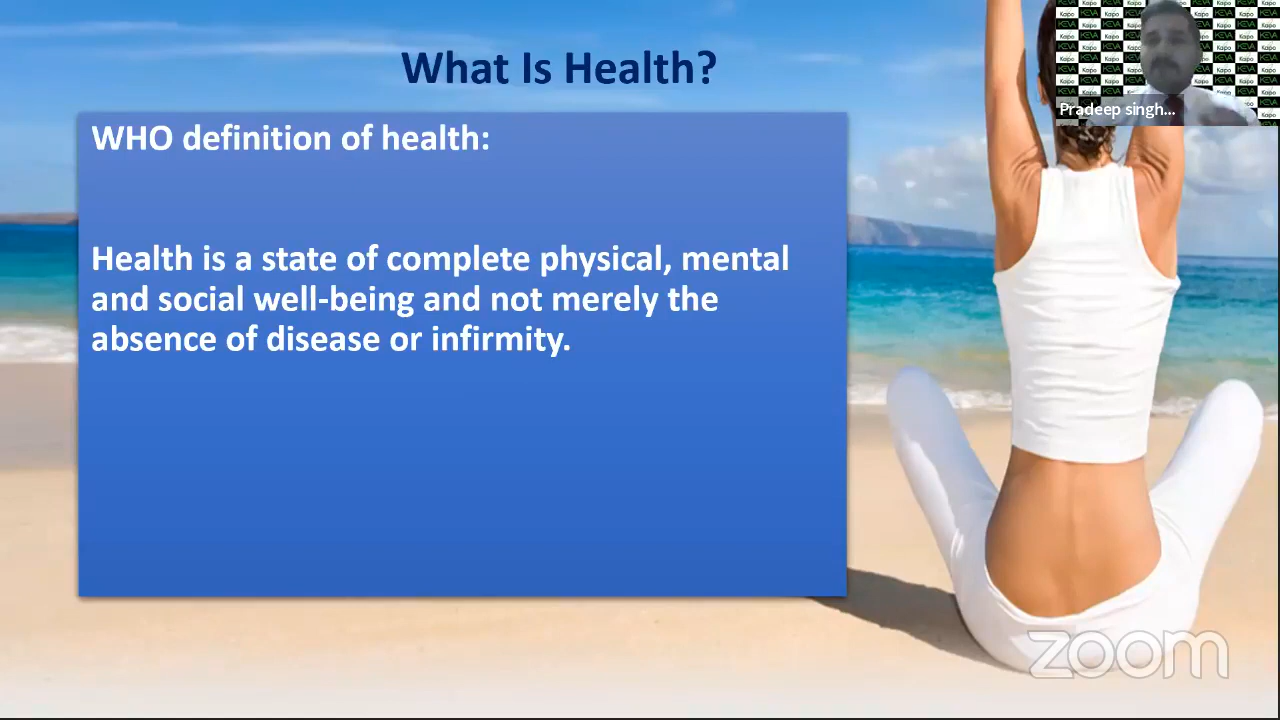 What Is Health?
WHO definition of health:
Health is a state of complete physical, mental
and social well-being and not merely the
absence of disease or infirmity.
Pradeep singh...
zoom